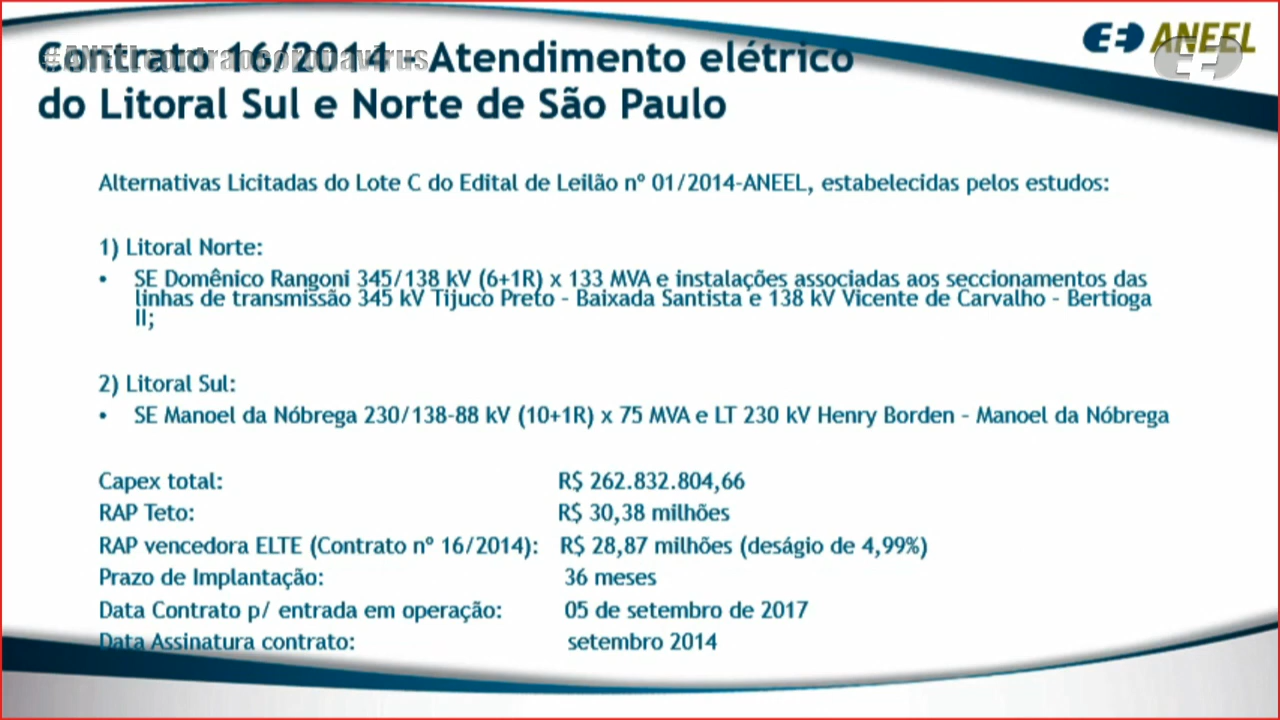 ANEEL
#ANEELcontraocoronavirus
Contrato 16/2014 - Atendimento elétrico
do Litoral Sul e Norte de São Paulo
Alternativas Licitadas do Lote C do Edital de Leilão nº 01/2014-ANEEL, estabelecidas pelos estudos:
1) Litoral Norte:
• SE Domênico Rangoni 345/138 kV (6+1R) x 133 MVA e instalações associadas aos seccionamentos das
linhas de transmissão 345 kV Tijuco Preto - Baixada Santista e 138 kV Vicente de Carvalho - Bertioga
II;
2) Litoral Sul:
• SE Manoel da Nóbrega 230/138-88 kV (10+1R) x 75 MVA e LT 230 kV Henry Borden – Manoel da Nóbrega
Capex total: R$ 262.832.804,66
RAP Teto: R$ 30,38 milhões
RAP vencedora ELTE (Contrato nº 16/2014): R$ 28,87 milhões (deságio de 4,99%)
Prazo de Implantação: 36 meses
Data Contrato p/ entrada em operação: 05 de setembro de 2017
Data Assinatura contrato: setembro 2014